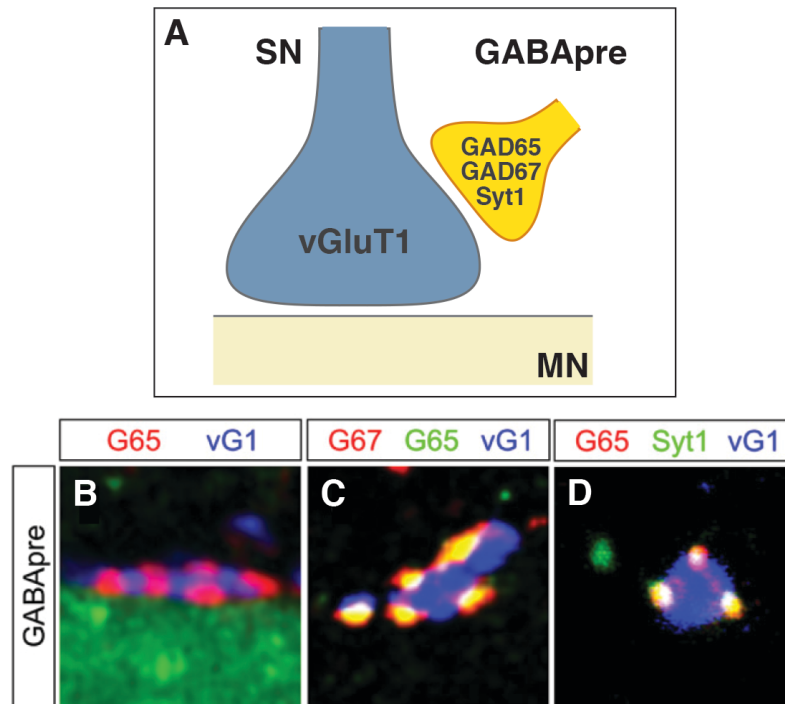 A
SN GABApre
GAD65
GAD67
Syt1
vGluT1
MN
G65 vG1 G67 G65 vG1 G65 Syt1 vG1
GABApre
B C D